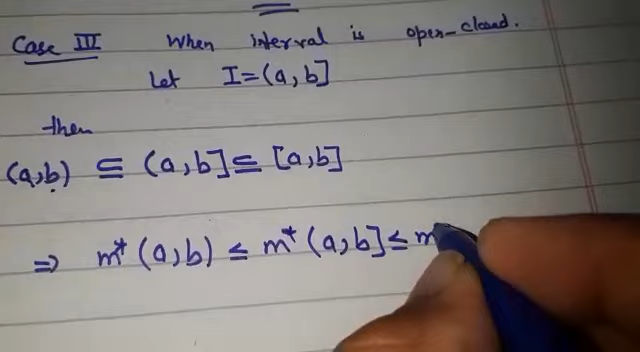 Case III When interval is open-closed.
Let I=(a,b]
then
(a,b) ⊆ (a,b] ⊆ [a,b]
⇒ m*(a,b) ≤ m*(a,b] ≤ m